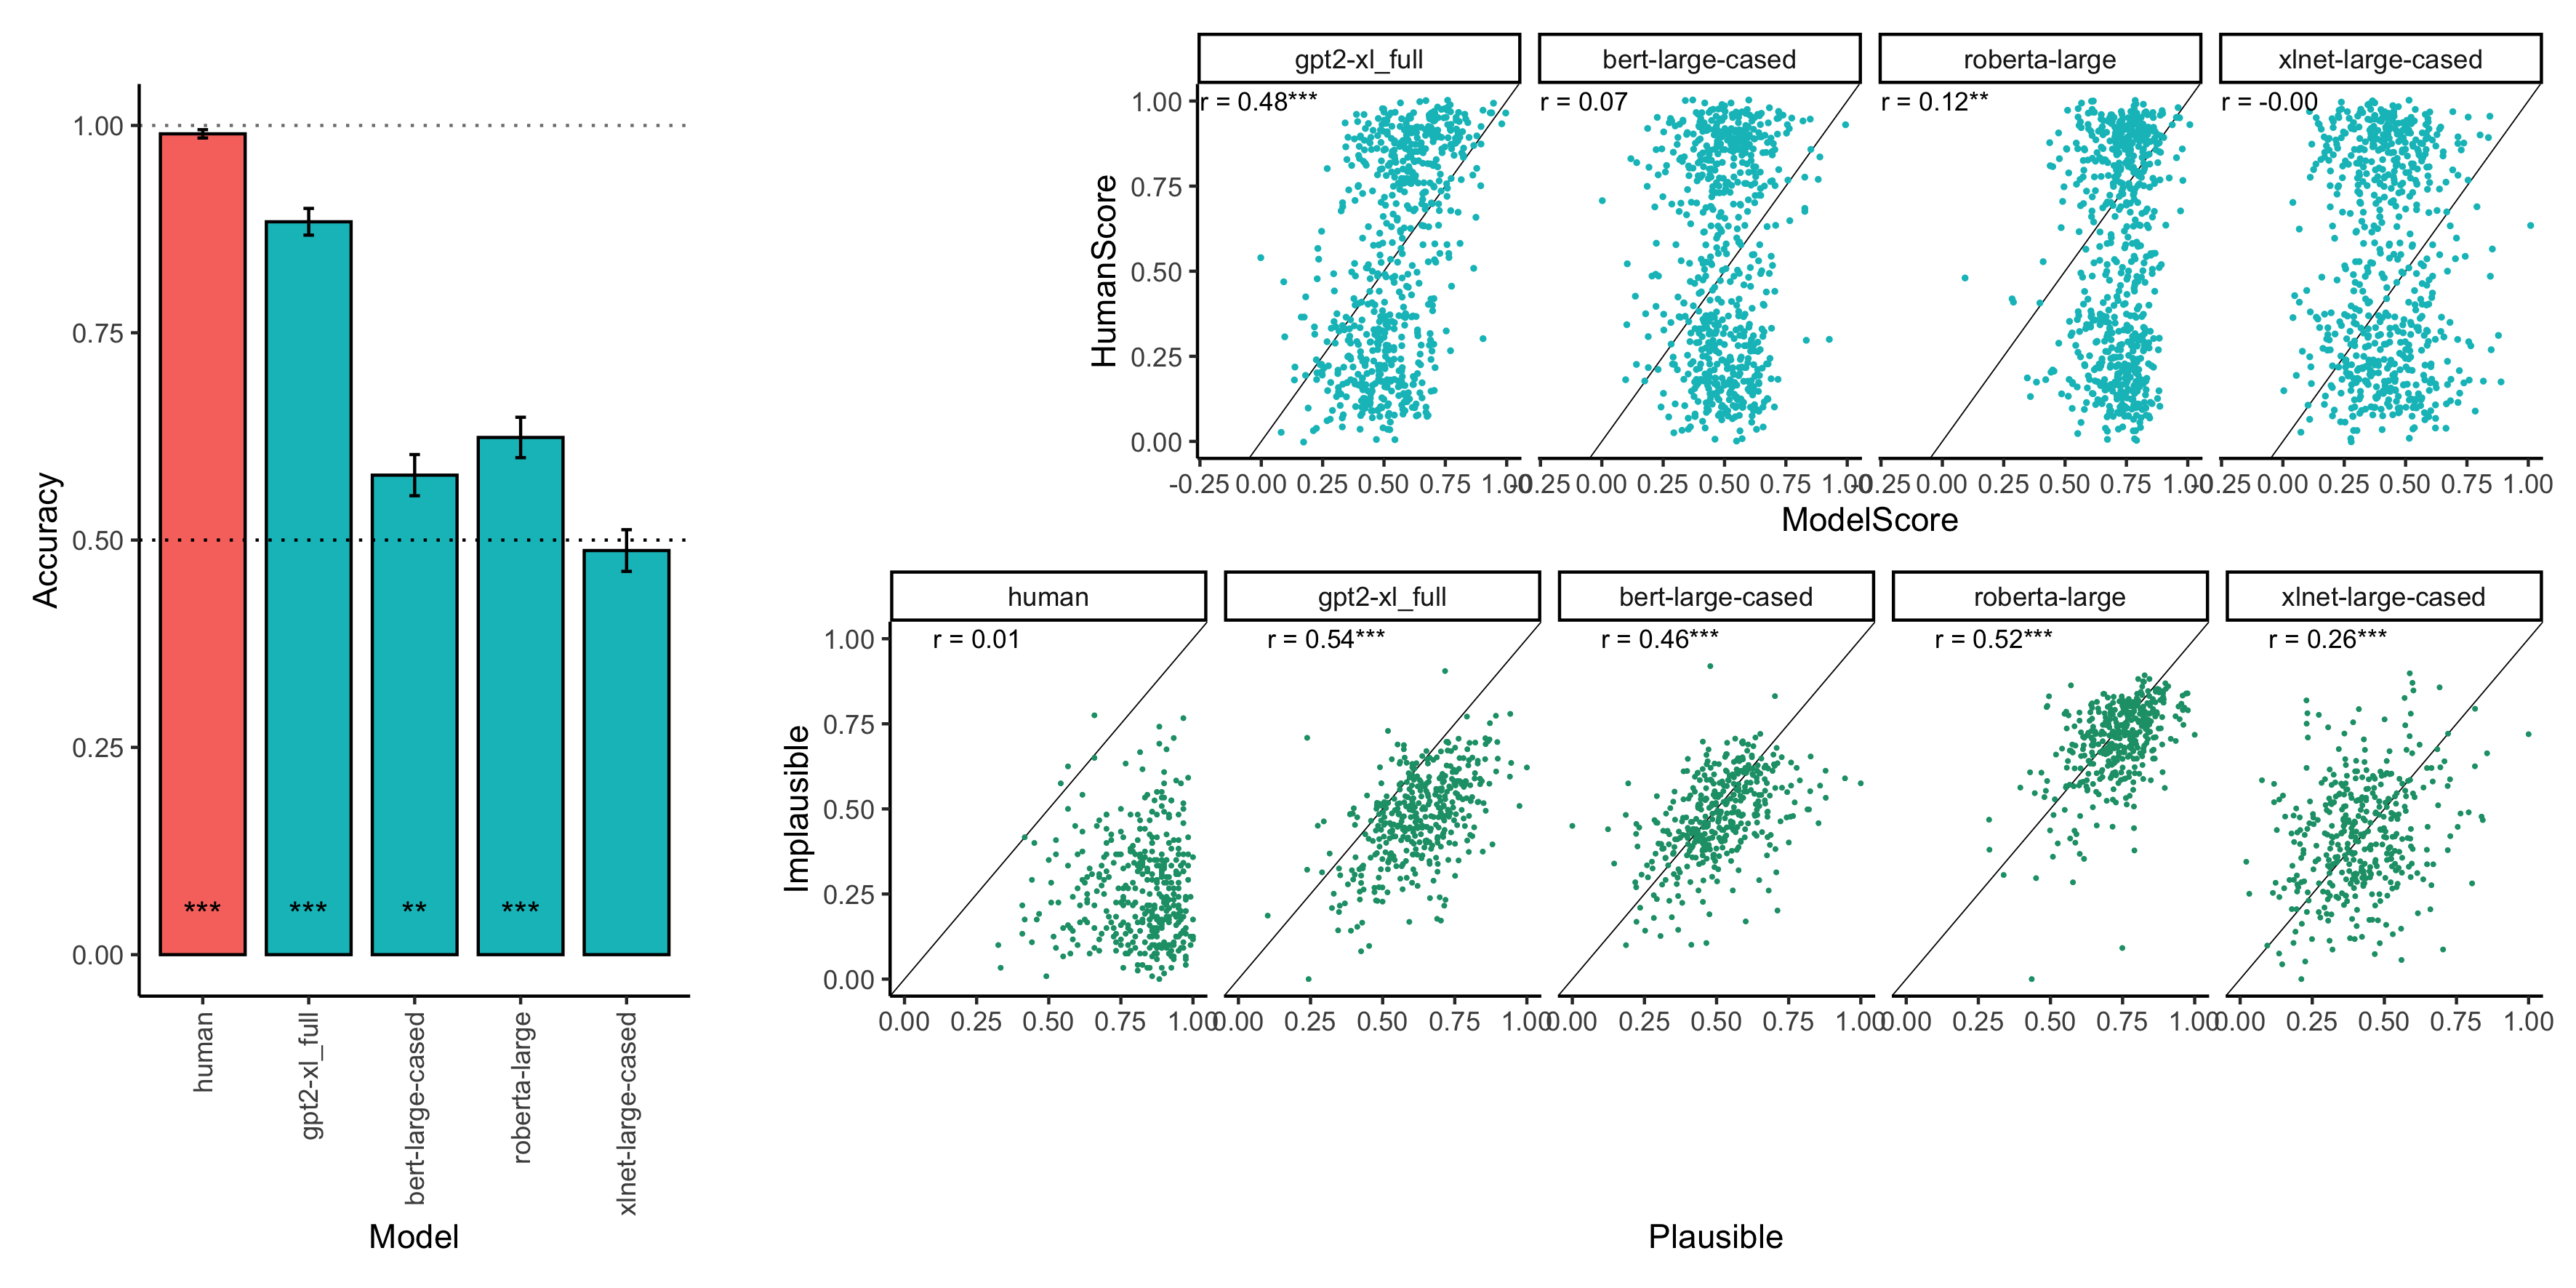 Accuracy
1.00
0.75
0.50
0.25
0.00
*** *** ** ***
human gpt2-xl_full bert-large-cased roberta-large xlnet-large-cased
Model
gpt2-xl_full bert-large-cased roberta-large xlnet-large-cased
r = 0.48*** r = 0.07 r = 0.12** r = -0.00
HumanScore
1.00
0.75
0.50
0.25
0.00
-0.25 0.00 0.25 0.50 0.75 1.00 -0.25 0.00 0.25 0.50 0.75 1.00 -0.25 0.00 0.25 0.50 0.75 1.00 -0.25 0.00 0.25 0.50 0.75 1.00
ModelScore
human gpt2-xl_full bert-large-cased roberta-large xlnet-large-cased
r = 0.01 r = 0.54*** r = 0.46*** r = 0.52*** r = 0.26***
Implausible
1.00
0.75
0.50
0.25
0.00
0.00 0.25 0.50 0.75 1.00 0.00 0.25 0.50 0.75 1.00 0.00 0.25 0.50 0.75 1.00 0.00 0.25 0.50 0.75 1.00 0.00 0.25 0.50 0.75 1.00
Plausible